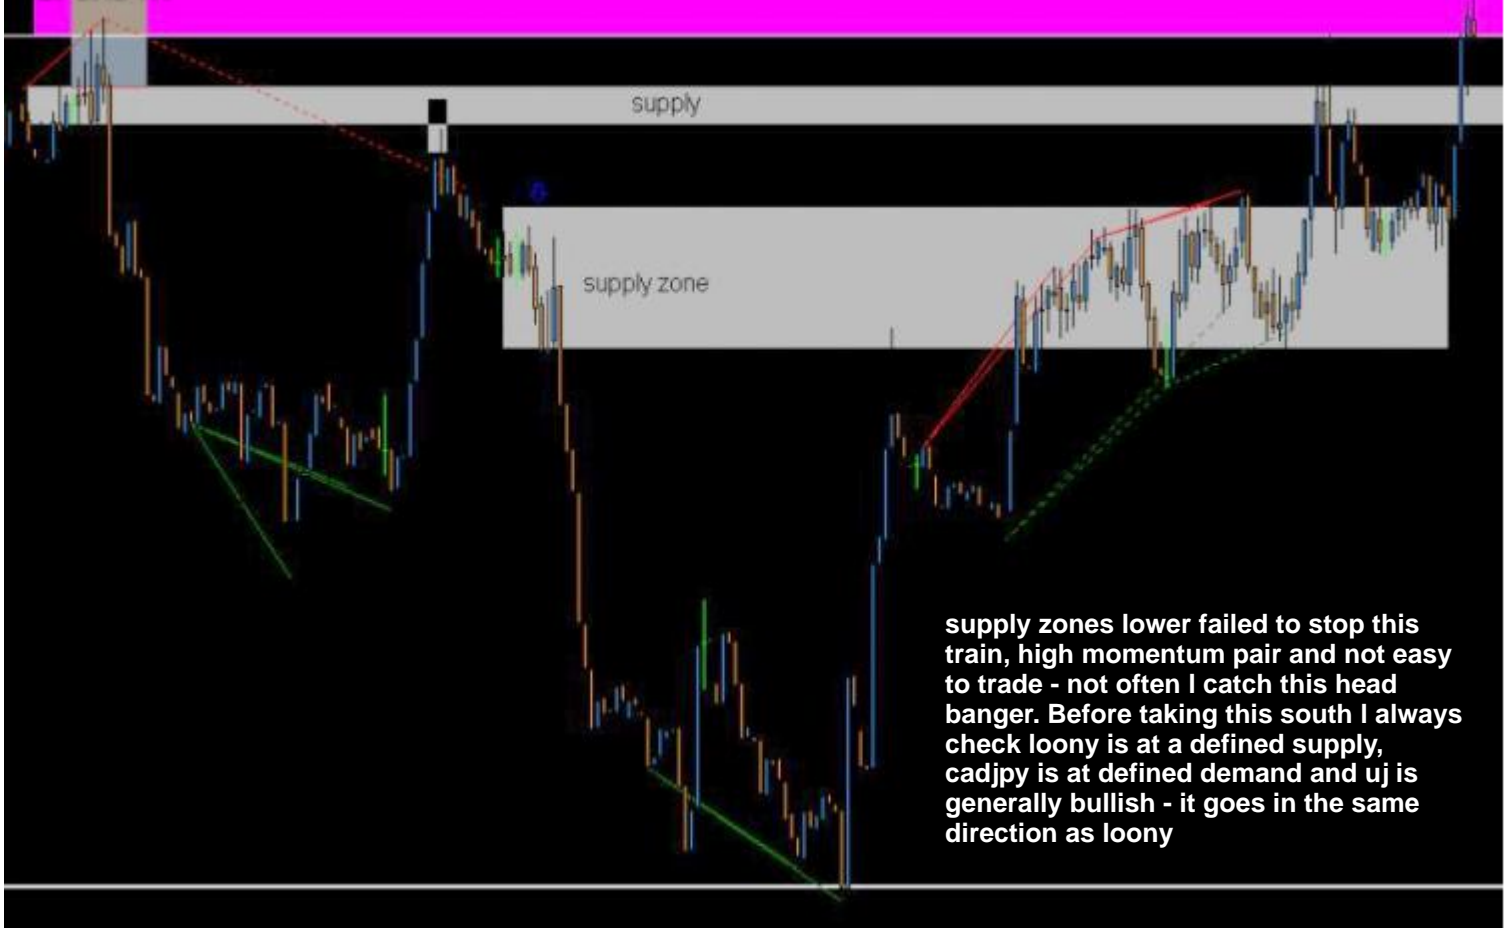 supply
supply zone
supply zones lower failed to stop this
train, high momentum pair and not easy
to trade - not often I catch this head
banger. Before taking this south I always
check loony is at a defined supply,
cadjpy is at defined demand and uj is
generally bullish - it goes in the same
direction as loony